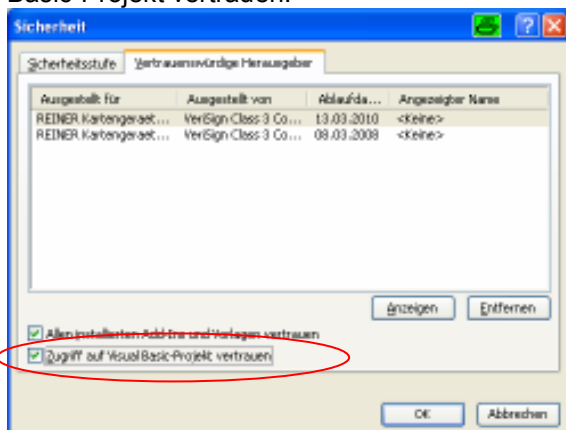 Basic-Projekt vertrauen.
Sicherheit
Sicherheitsstufe Vertrauenswürdige Herausgeber
Ausgestellt für Ausgestellt von Ablaufda... Angezeigter Name
REINER Kartengeraet... VeriSign Class 3 Co... 13.03.2010 <Keine>
REINER Kartengeraet... VeriSign Class 3 Co... 08.03.2008 <Keine>
Anzeigen Entfernen
Allen installierten Add-Ins und Vorlagen vertrauen
Zugriff auf Visual Basic-Projekt vertrauen
OK Abbrechen